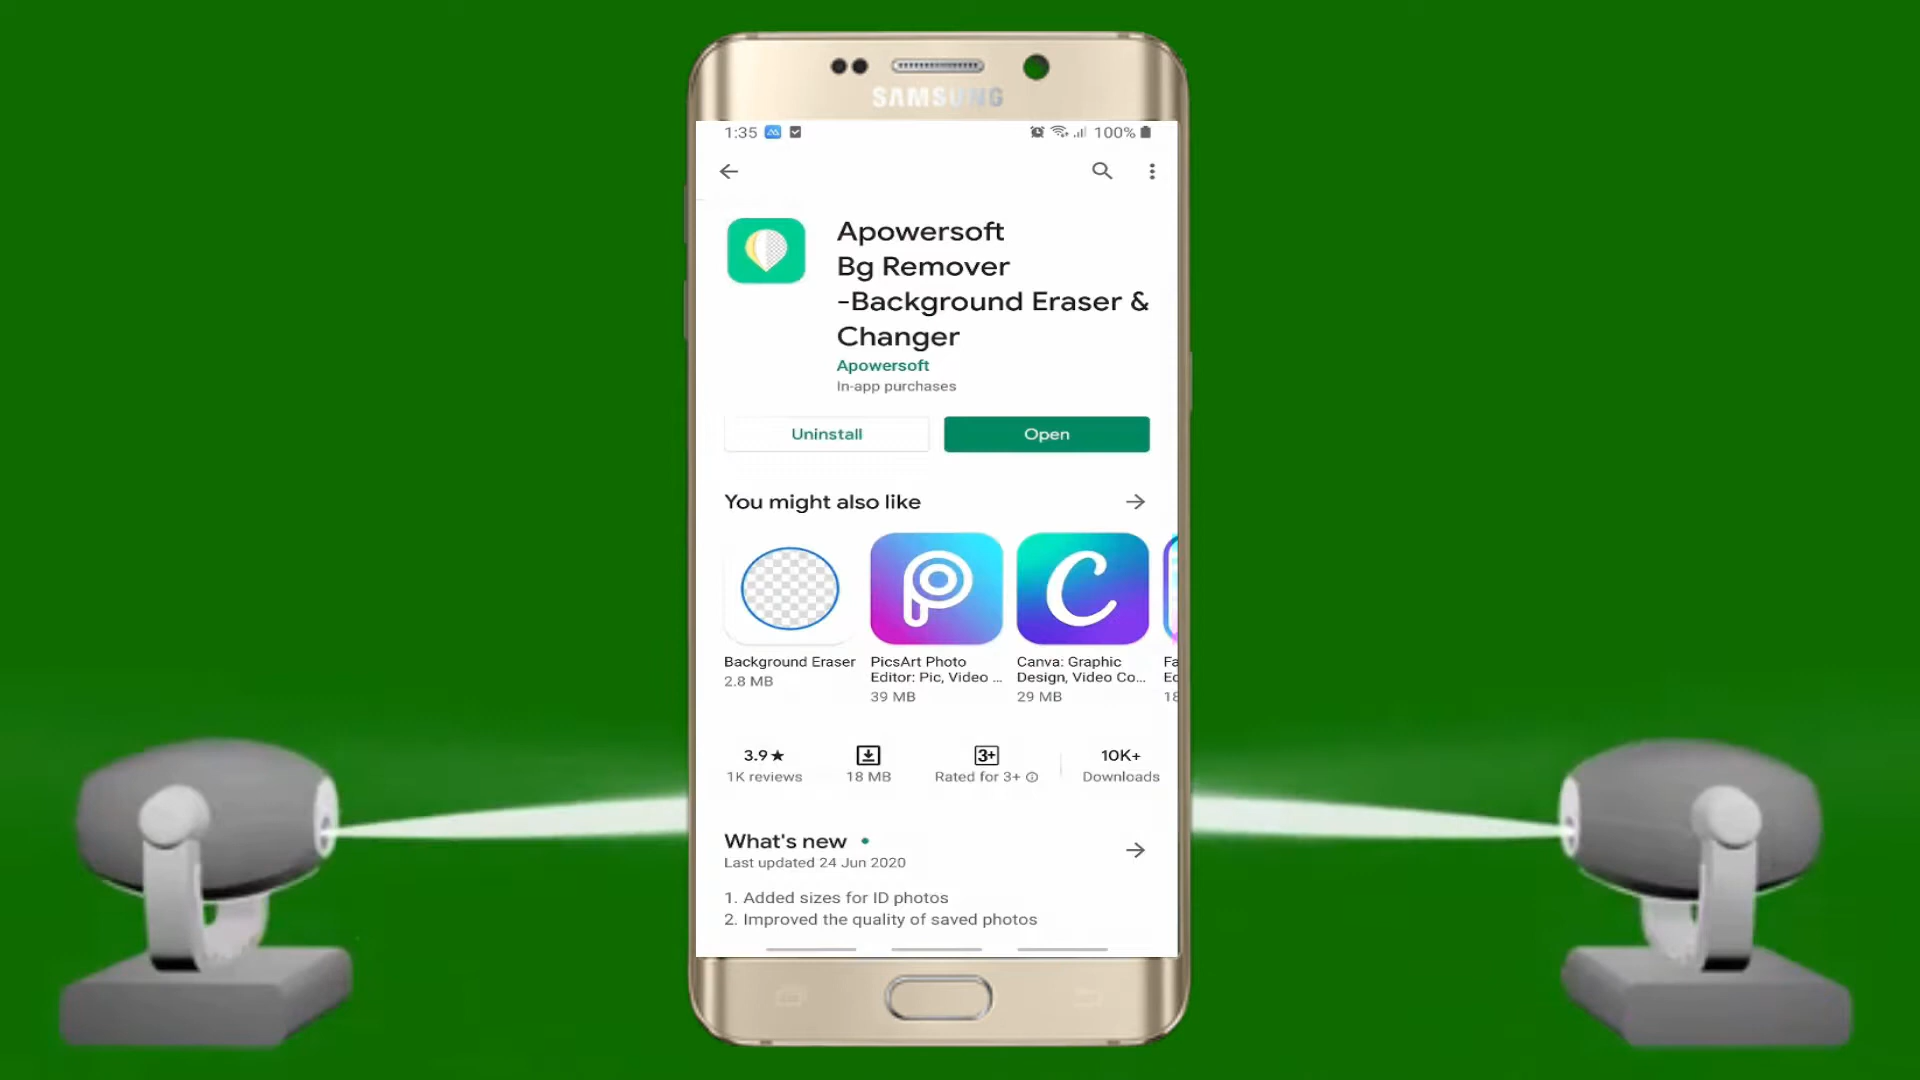 SAMSUNG
1:35
100%
Apowersoft
Bg Remover
-Background Eraser &
Changer
Apowersoft
In-app purchases
Uninstall
Open
You might also like
Background Eraser
2.8 MB
PicsArt Photo
Editor: Pic, Video ...
39 MB
Canva: Graphic
Design, Video Co...
29 MB
3.9★
1K reviews
18 MB
3+
Rated for 3+
10K+
Downloads
What's new
Last updated 24 Jun 2020
1. Added sizes for ID photos
2. Improved the quality of saved photos